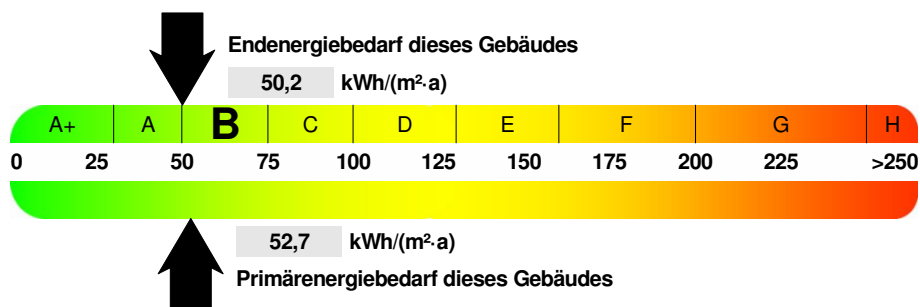 Endenergiebedarf dieses Gebäudes
50,2 kWh/(m²·a)
A+ A B C D E F G H
0 25 50 75 100 125 150 175 200 225 >250
52,7 kWh/(m²·a)
Primärenergiebedarf dieses Gebäudes